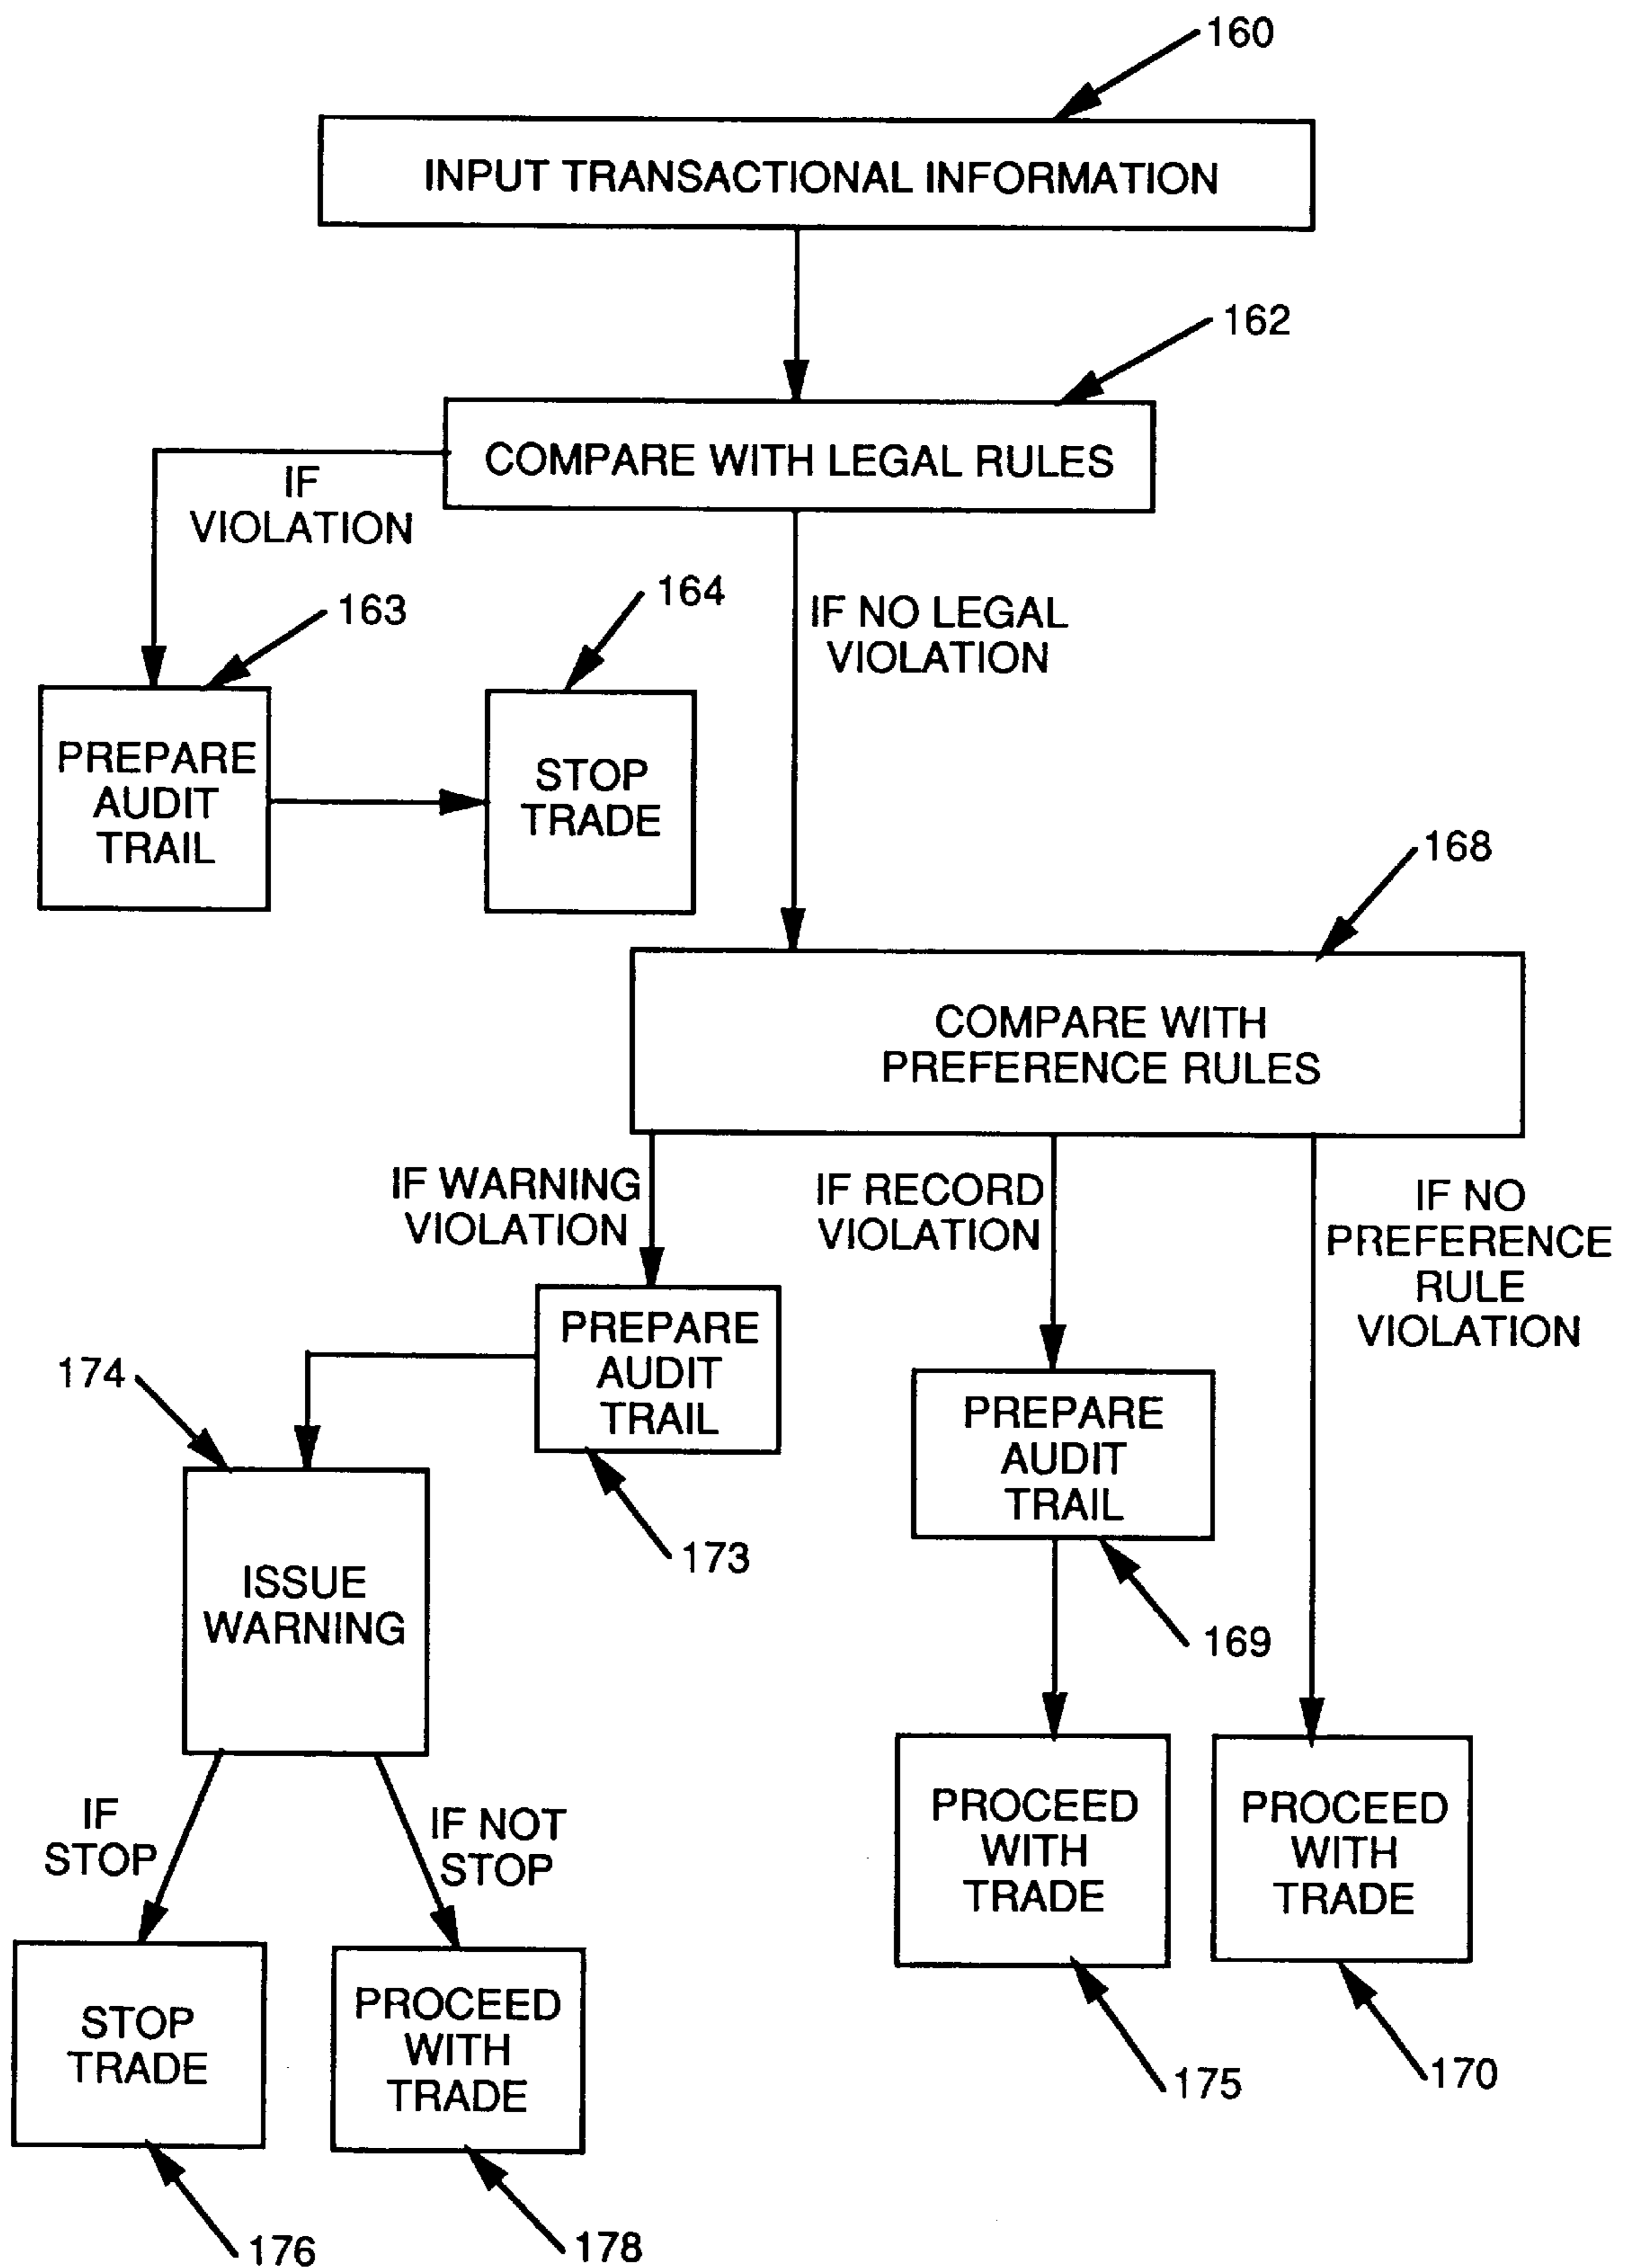 160
INPUT TRANSACTIONAL INFORMATION
162
COMPARE WITH LEGAL RULES
IF
VIOLATION
163
164
IF NO LEGAL
VIOLATION
PREPARE
AUDIT
TRAIL
STOP
TRADE
168
COMPARE WITH
PREFERENCE RULES
IF WARNING
VIOLATION
IF RECORD
VIOLATION
IF NO
PREFERENCE
RULE
VIOLATION
PREPARE
AUDIT
TRAIL
173
174
PREPARE
AUDIT
TRAIL
169
ISSUE
WARNING
IF
STOP
IF NOT
STOP
PROCEED
WITH
TRADE
175
PROCEED
WITH
TRADE
170
STOP
TRADE
176
PROCEED
WITH
TRADE
178